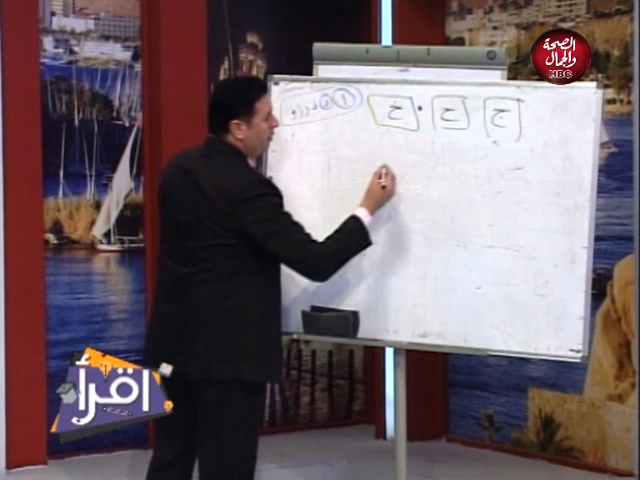 الصحة
والجمال
HBC
ج ح خ
أ د ذ ر ز و
اقرأ